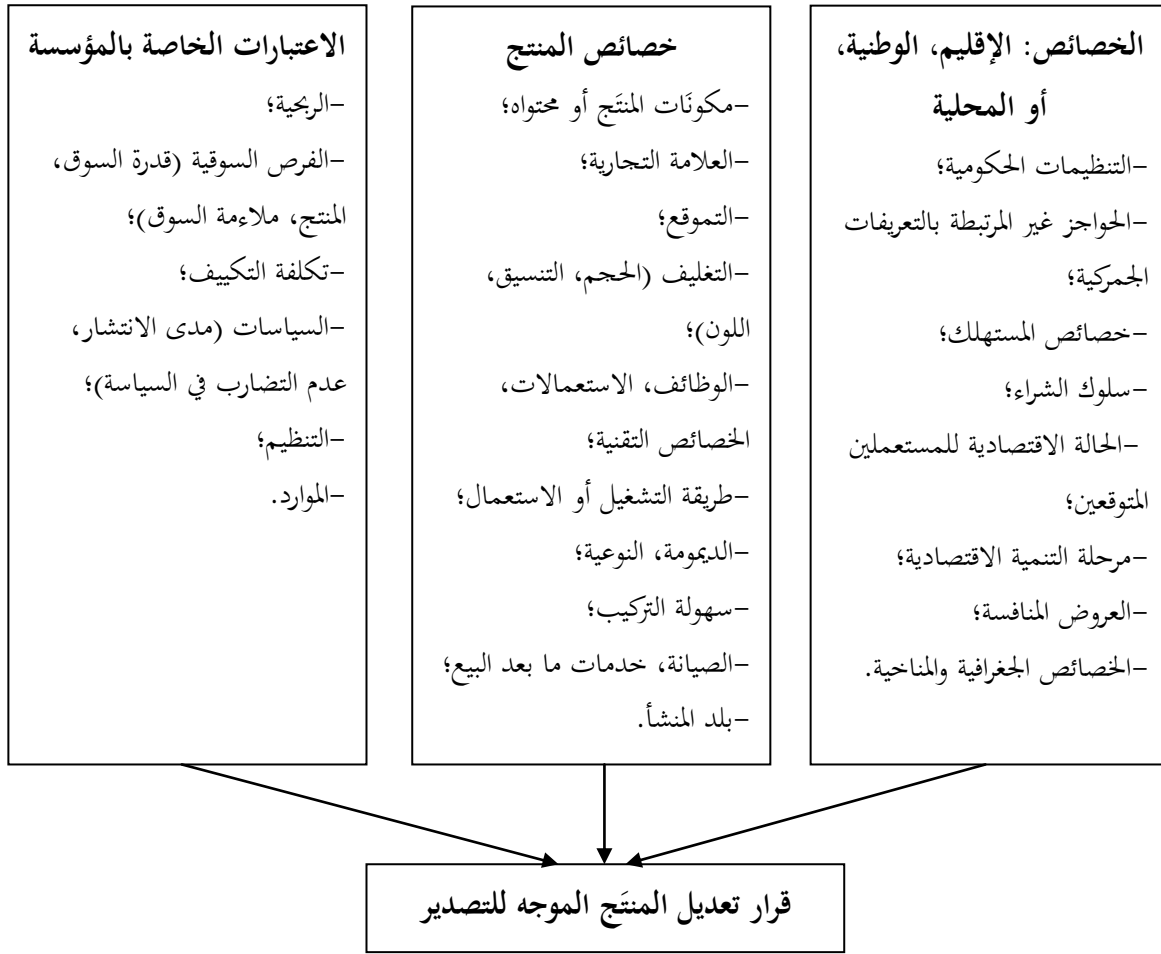 الخصائص: الإقليم، الوطنية،
أو المحلية
-التنظيمات الحكومية؛
-الحواجز غير المرتبطة بالتعريفات
الجمركية؛
-خصائص المستهلك؛
-سلوك الشراء؛
-الحالة الاقتصادية للمستعملين
المتوقعين؛
-مرحلة التنمية الاقتصادية؛
-العروض المنافسة؛
-الخصائص الجغرافية والمناخية.
خصائص المنتج
-مكونَات المنتَج أو محتواه؛
-العلامة التجارية؛
-التموقع؛
-التغليف (الحجم، التنسيق،
اللون)؛
-الوظائف، الاستعمالات،
الخصائص التقنية؛
-طريقة التشغيل أو الاستعمال؛
-الديمومة، النوعية؛
-سهولة التركيب؛
-الصيانة، خدمات ما بعد البيع؛
-بلد المنشأ.
الاعتبارات الخاصة بالمؤسسة
-الربحية؛
-الفرص السوقية (قدرة السوق،
المنتج، ملاءمة السوق)؛
-تكلفة التكييف؛
-السياسات (مدى الانتشار،
عدم التضارب في السياسة)؛
-التنظيم؛
-الموارد.
قرار تعديل المنتَج الموجه للتصدير